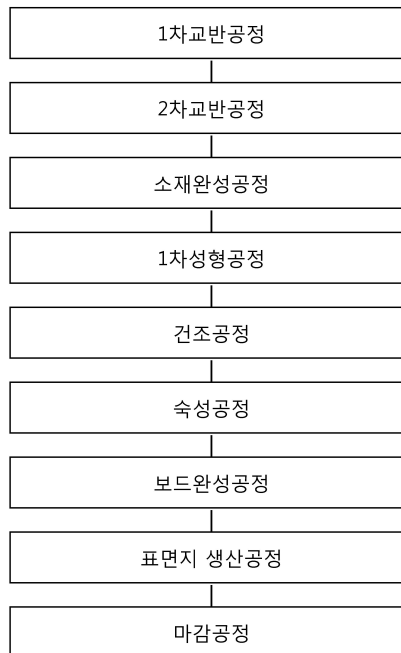 1차교반공정
2차교반공정
소재완성공정
1차성형공정
건조공정
숙성공정
보드완성공정
표면지 생산공정
마감공정